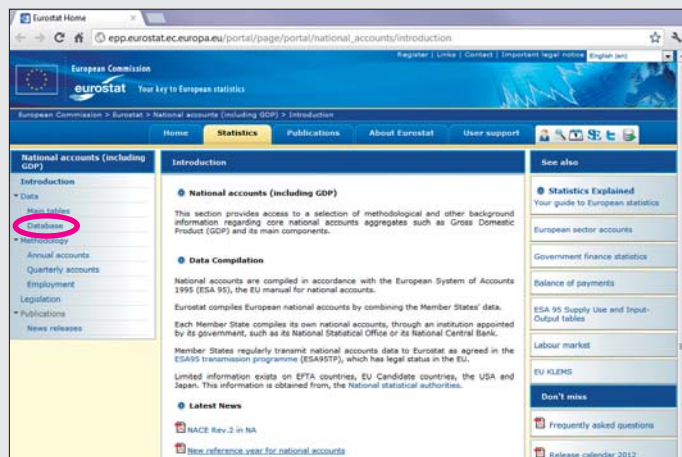 Eurostat Home
epp.eurostat.ec.europa.eu/portal/page/portal/national_accounts/introduction
Register | Links | Contact | Important legal notice English (en)
European Commission
eurostat Your key to European statistics
European Commission > Eurostat > National accounts (including GDP) > Introduction
Home Statistics Publications About Eurostat User support
National accounts (including
GDP)
Introduction
Data
Main tables
Database
Methodology
Annual accounts
Quarterly accounts
Employment
Legislation
Publications
News releases
Introduction
National accounts (including GDP)
This section provides access to a selection of methodological and other background
information regarding core national accounts aggregates such as Gross Domestic
Product (GDP) and its main components.
Data Compilation
National accounts are compiled in accordance with the European System of Accounts
1995 (ESA 95), the EU manual for national accounts.
Eurostat compiles European national accounts by combining the Member States' data.
Each Member State compiles its own national accounts, through an institution appointed
by its government, such as its National Statistical Office or its National Central Bank.
Member States regularly transmit national accounts data to Eurostat as agreed in the
ESA95 transmission programme (ESA95TP), which has legal status in the EU.
Limited information exists on EFTA countries, EU Candidate countries, the USA and
Japan. This information is obtained from, the National statistical authorities.
Latest News
NACE Rev.2 in NA
New reference year for national accounts
See also
Statistics Explained
Your guide to European statistics
European sector accounts
Government finance statistics
Balance of payments
ESA 95 Supply Use and Input-
Output tables
Labour market
EU KLEMS
Don't miss
Frequently asked questions
Release calendar 2012